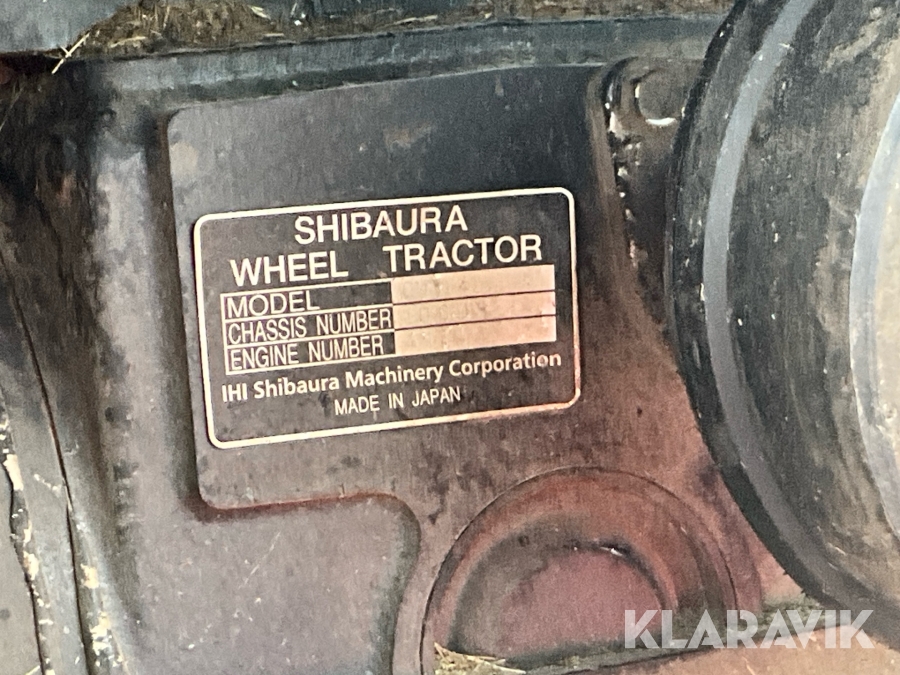 SHIBAURA
WHEEL TRACTOR
MODEL
CHASSIS NUMBER
ENGINE NUMBER
IHI Shibaura Machinery Corporation
MADE IN JAPAN
KLARAVIK